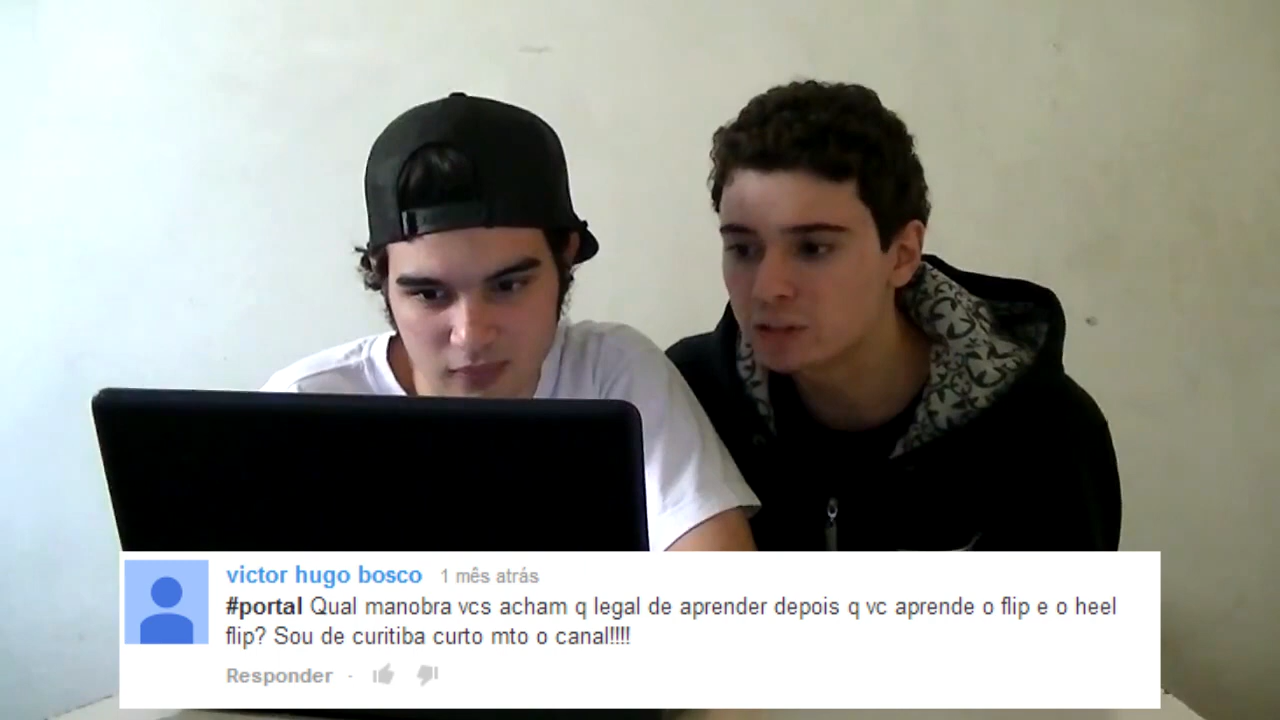 victor hugo bosco 1 mês atrás
#portal Qual manobra vcs acham q legal de aprender depois q vc aprende o flip e o heel
flip? Sou de curitiba curto mto o canal!!!!
Responder ·